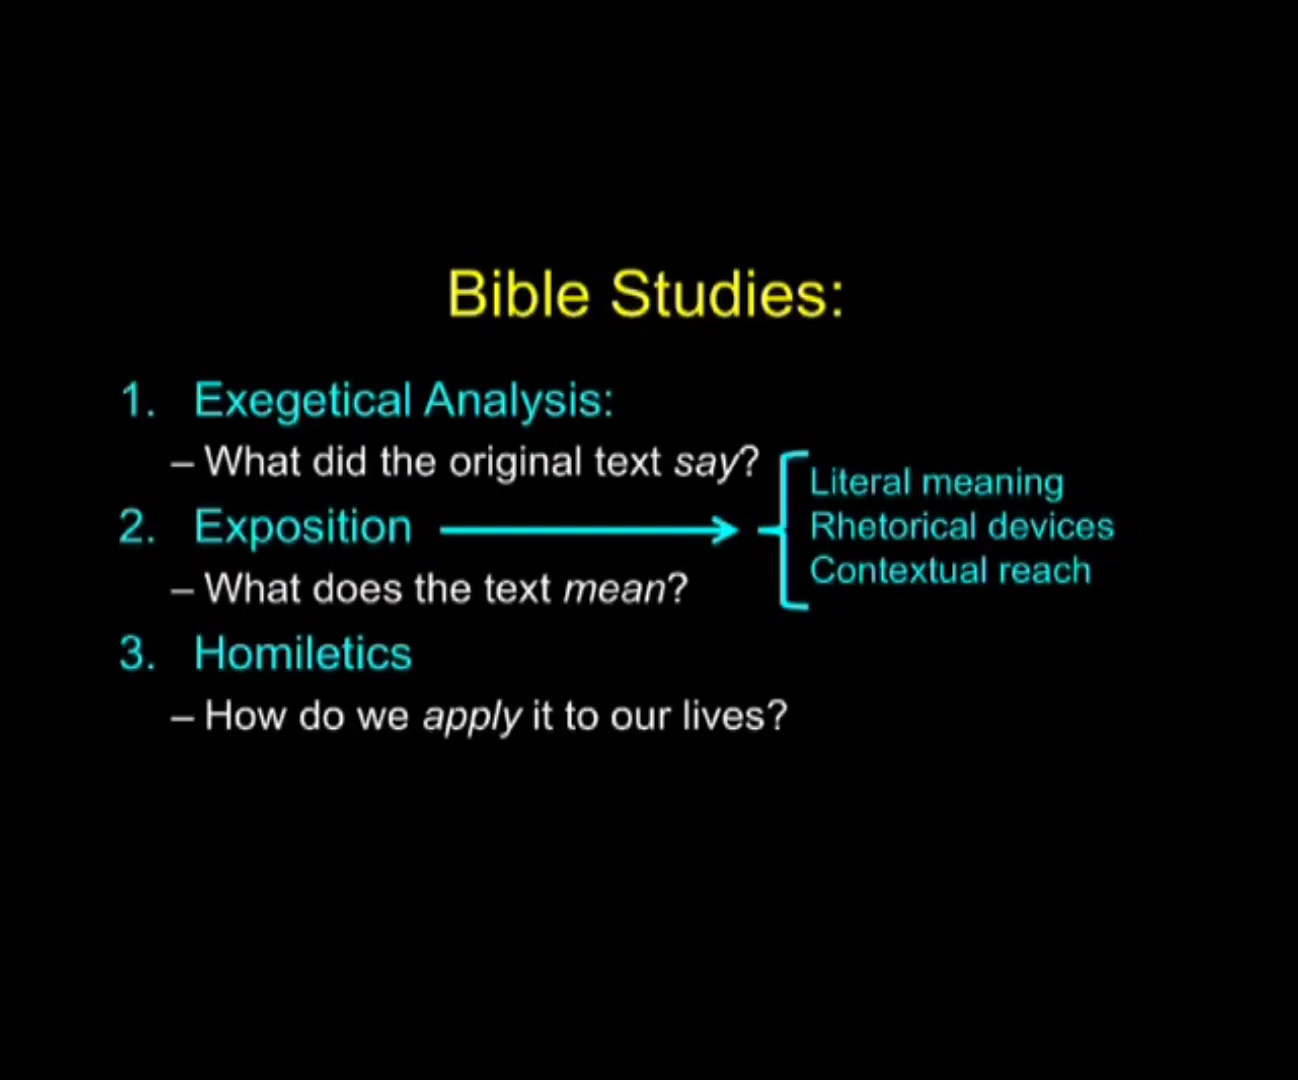 Bible Studies:
1. Exegetical Analysis:
– What did the original text say?
2. Exposition
– What does the text mean?
3. Homiletics
– How do we apply it to our lives?
Literal meaning
Rhetorical devices
Contextual reach